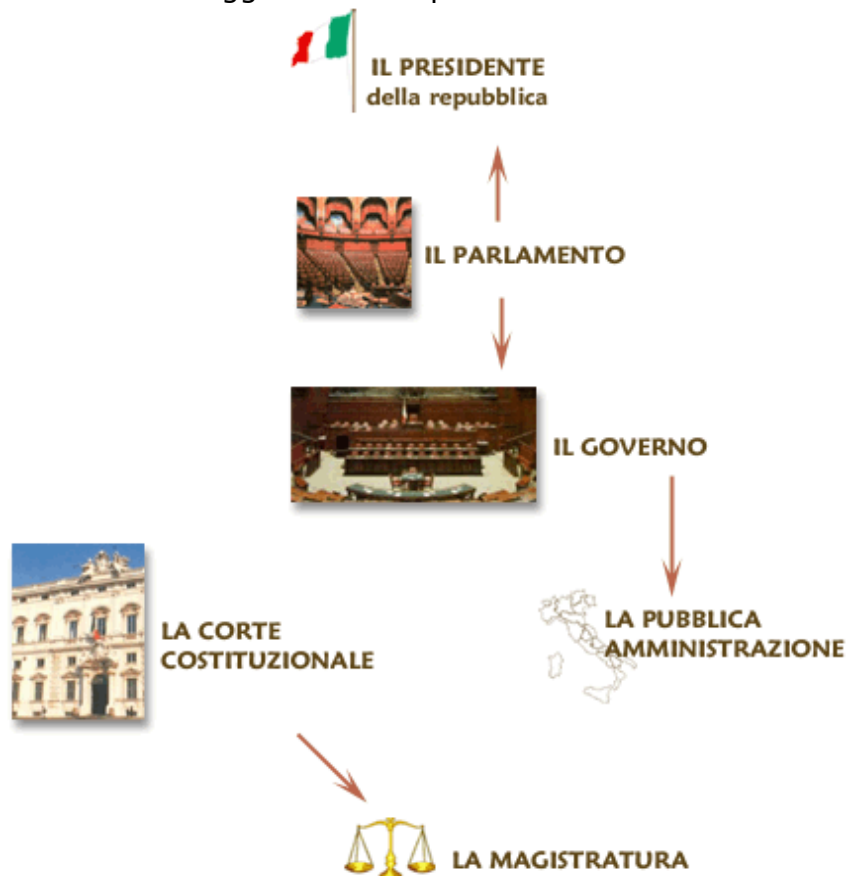 IL PRESIDENTE
della repubblica
IL PARLAMENTO
IL GOVERNO
LA CORTE
COSTITUZIONALE
LA PUBBLICA
AMMINISTRAZIONE
LA MAGISTRATURA